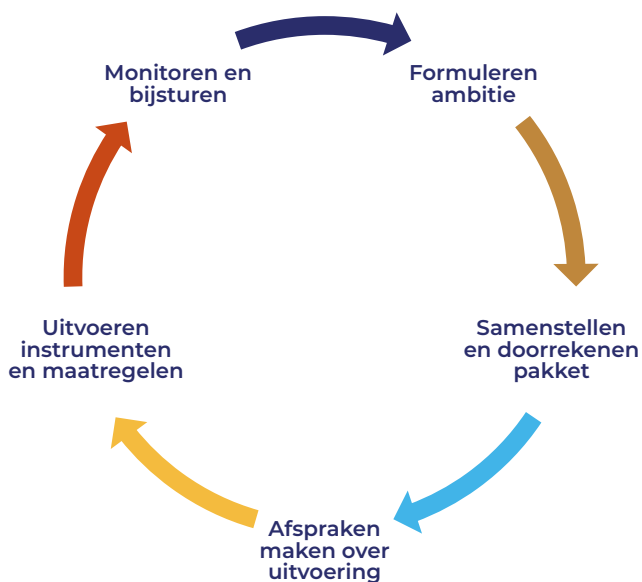 Monitoren en
bijsturen
Formuleren
ambitie
Samenstellen
en doorrekenen
pakket
Afspraken
maken over
uitvoering
Uitvoeren
instrumenten
en maatregelen